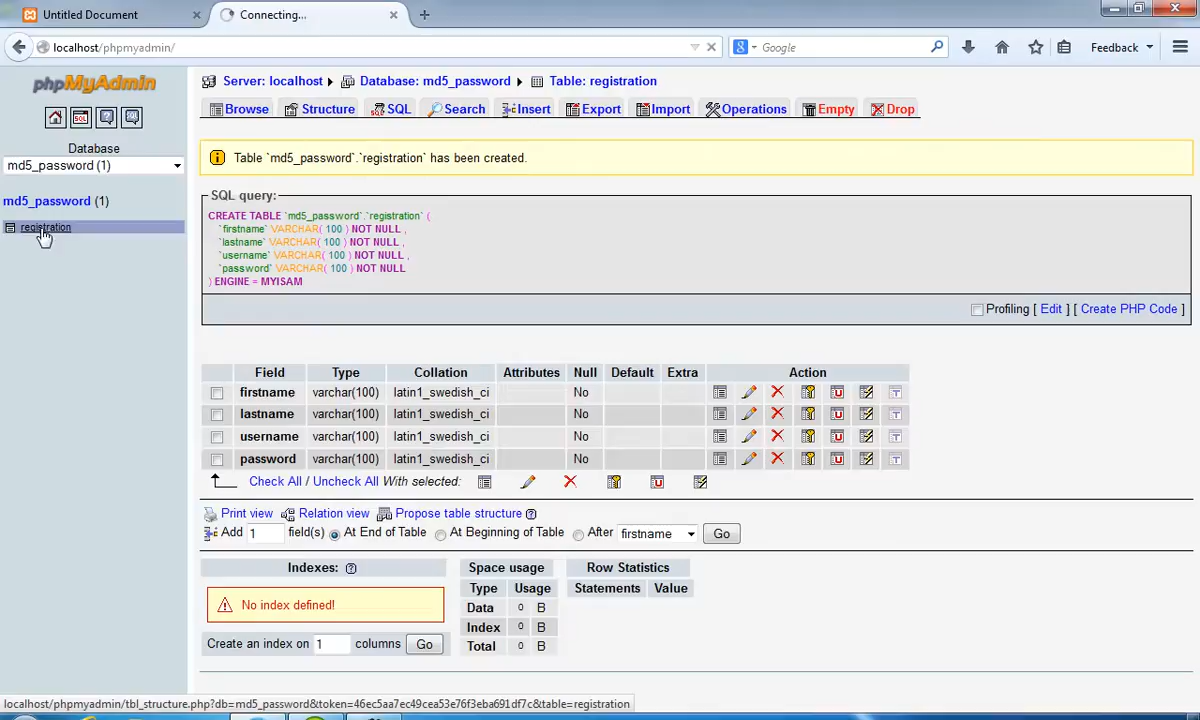 Untitled Document
Connecting...
localhost/phpmyadmin/
Google
Feedback
phpMyAdmin
Server: localhost
Database: md5_password
Table: registration
Browse
Structure
SQL
Search
Insert
Export
Import
Operations
Empty
Drop
Database
md5_password (1)
md5_password (1)
registration
Table `md5_password`.`registration` has been created.
SQL query:
CREATE TABLE `md5_password`.`registration` (
`firstname` VARCHAR( 100 ) NOT NULL ,
`lastname` VARCHAR( 100 ) NOT NULL ,
`username` VARCHAR( 100 ) NOT NULL ,
`password` VARCHAR( 100 ) NOT NULL
) ENGINE = MYISAM
Profiling [ Edit ] [ Create PHP Code ]
Field Type Collation Attributes Null Default Extra Action
firstname varchar(100) latin1_swedish_ci No
lastname varchar(100) latin1_swedish_ci No
username varchar(100) latin1_swedish_ci No
password varchar(100) latin1_swedish_ci No
Check All / Uncheck All With selected:
Print view Relation view Propose table structure
Add 1 field(s) At End of Table At Beginning of Table After firstname Go
Indexes:
No index defined!
Create an index on 1 columns Go
Space usage
Type Usage
Data 0 B
Index 0 B
Total 0 B
Row Statistics
Statements Value
localhost/phpmyadmin/tbl_structure.php?db=md5_password&token=46ec5aa7ec49cea53e76f3eba691df7c&table=registration